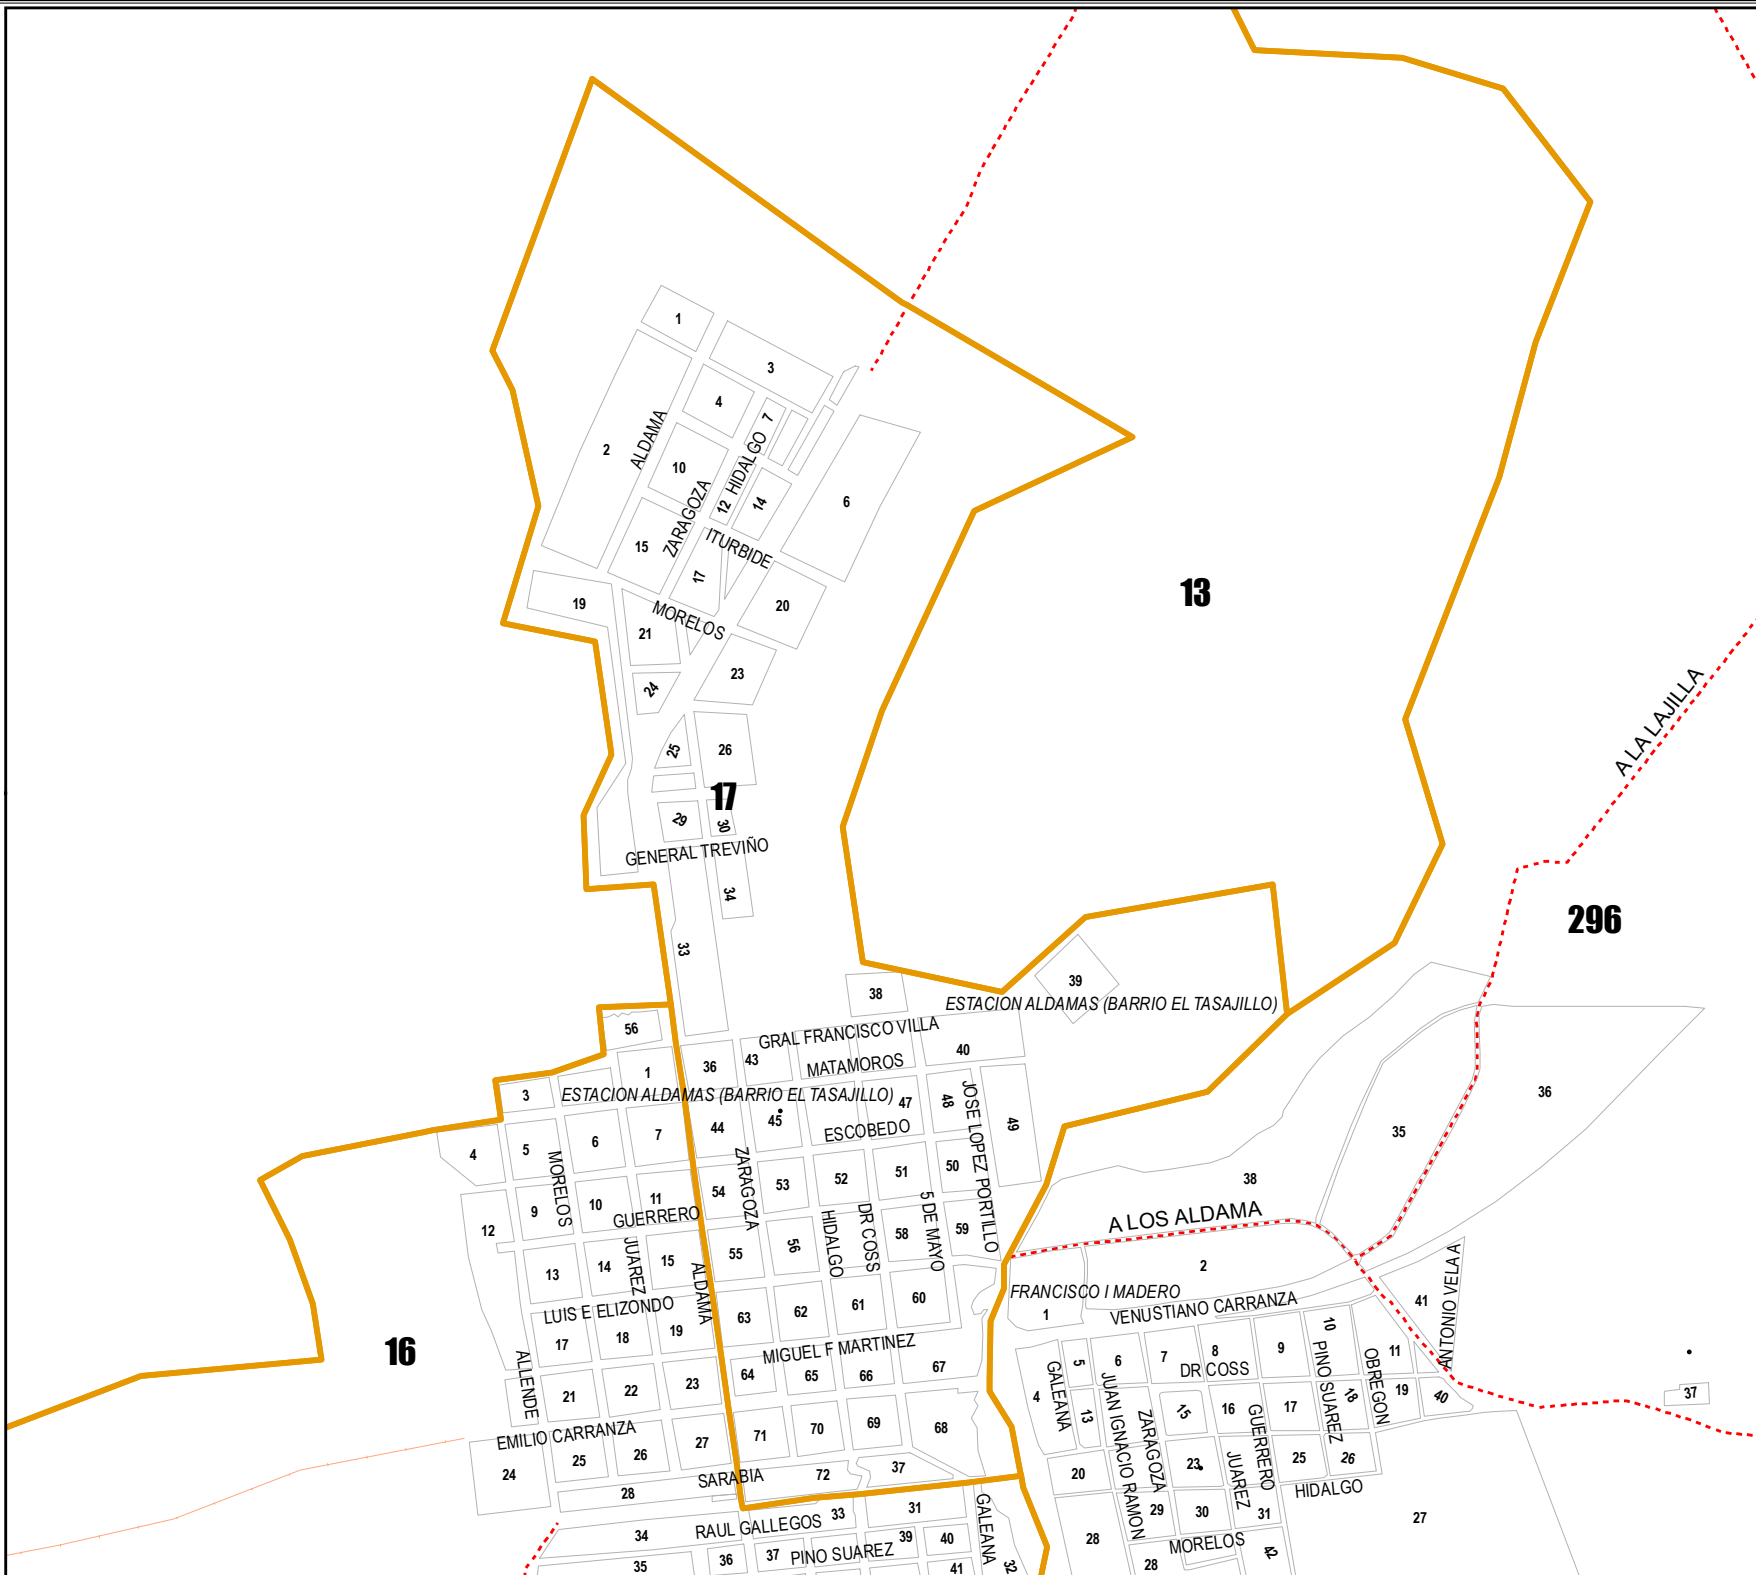 1
3
4
7
2
ALDAMA
HIDALGO
10
ZARAGOZA
12
14
6
15
ITURBIDE
17
13
19
MORELOS
20
21
23
24
A LA LAJILLA
25
26
17
29
30
GENERAL TREVIÑO
34
296
33
39
38
ESTACION ALDAMAS (BARRIO EL TASAJILLO)
56
GRAL FRANCISCO VILLA
43
40
36
MATAMOROS
1
3
ESTACION ALDAMAS (BARRIO EL TASAJILLO)
47
48
JOSE LOPEZ PORTILLO
49
36
35
44
45
ESCOBEDO
4
5
6
7
MORELOS
ZARAGOZA
50
51
52
53
54
38
9
10
11
GUERRERO
12
5 DE MAYO
HIDALGO
DR COSS
58
59
A LOS ALDAMA
56
55
JUAREZ
13
14
15
ALDAMA
2
ANTONIO VELA A
FRANCISCO I MADERO
1
VENUSTIANO CARRANZA
41
LUIS E ELIZONDO
60
61
62
63
17
18
19
MIGUEL F MARTINEZ
10
16
ALLENDE
64
65
66
67
GALEANA
5
6
7
8
DR COSS
9
PINO SUAREZ
OBREGON
11
21
22
23
4
13
JUAN IGNACIO RAMON
ZARAGOZA
15
16
GUERRERO
17
18
19
40
37
EMILIO CARRANZA
71
70
69
68
24
25
26
27
SARABIA
72
37
20
23
JUAREZ
25
26
HIDALGO
28
33
31
GALEANA
29
30
31
27
34
RAUL GALLEGOS
39
40
28
MORELOS
42
35
36
37
PINO SUAREZ
41
32
28